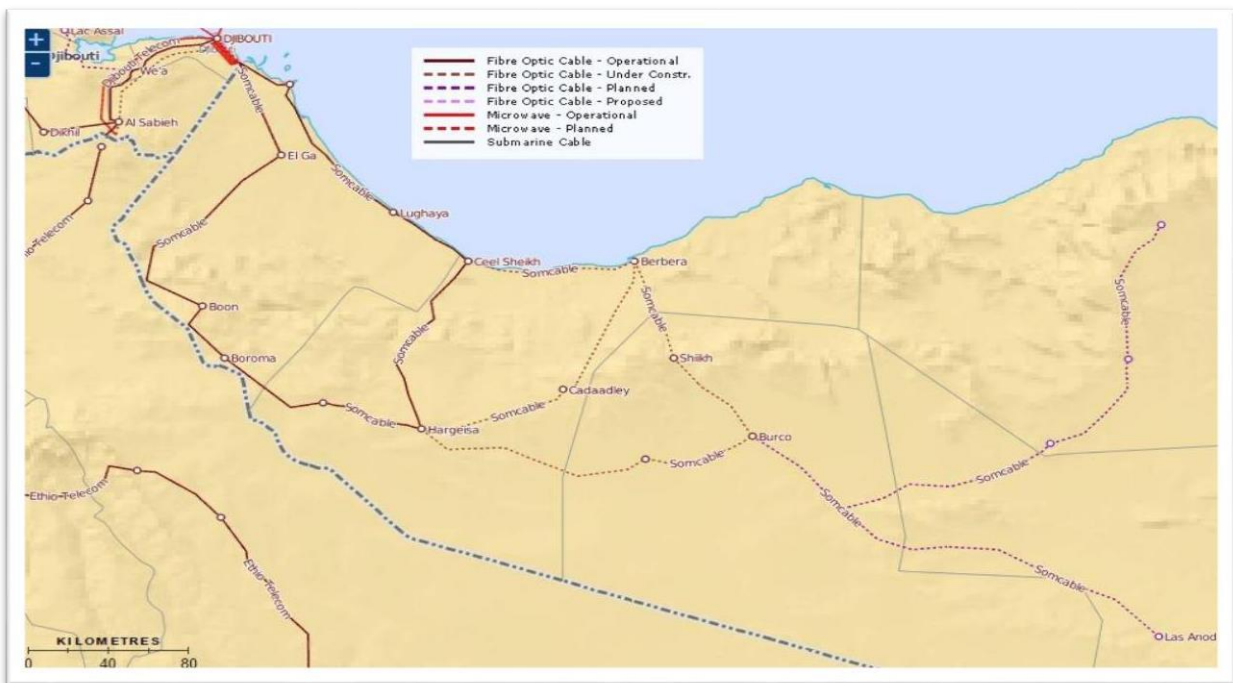 +
-
Lac Assal
Djibouti
DJIBOUTI
Djibouti Telecom
We'a
Al Sabieh
Dikhil
Somcable
El Ga
Somcable
Lughaya
Somcable
Ethio Telecom
Ceel Sheikh
Somcable
Berbera
Boon
Somcable
Somcable
Somcable
Shiikh
Boroma
Cadaadley
Somcable
Somcable
Hargeisa
Burco
Somcable
Somcable
Somcable
Ethio Telecom
Ethio Telecom
Somcable
Las Anod
Fibre Optic Cable - Operational
Fibre Optic Cable - Under Constr.
Fibre Optic Cable - Planned
Fibre Optic Cable - Proposed
Microwave - Operational
Microwave - Planned
Submarine Cable
KILOMETRES
0 40 80